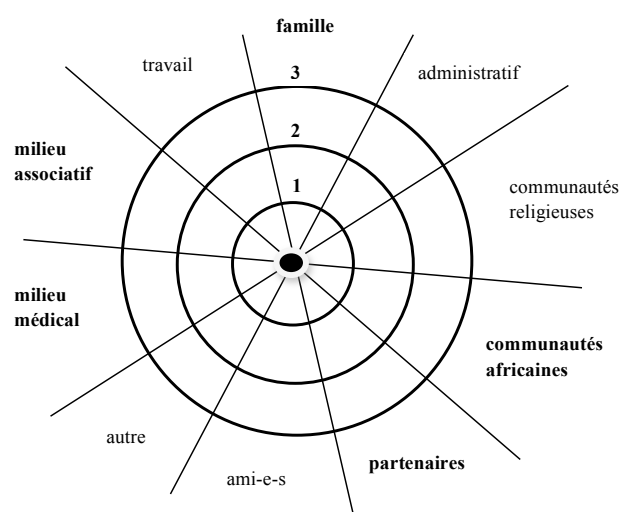 famille
travail
3
administratif
2
milieu
associatif
1
communautés
religieuses
milieu
médical
communautés
africaines
autre
partenaires
ami-e-s